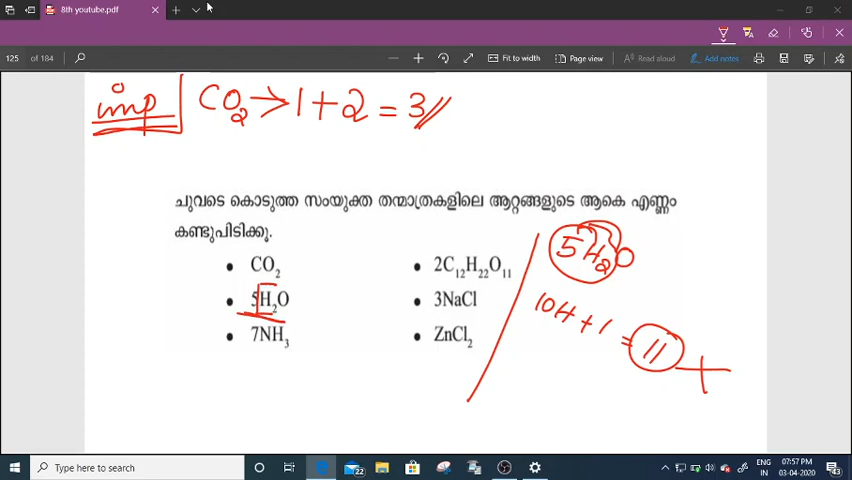 8th youtube.pdf
125 of 184
Fit to width
Page view
Read aloud
Add notes
imp CO₂ → 1 + 2 = 3//
ചുവടെ കൊടുത്ത സംയുക്ത തന്മാത്രകളിലെ ആറ്റങ്ങളുടെ ആകെ എണ്ണം
കണ്ടുപിടിക്കൂ.
• CO₂
• 5H₂O
• 7NH₃
• 2C₁₂H₂₂O₁₁
• 3NaCl
• ZnCl₂
5H₂O
10H + 1 = 11
Type here to search
22
ENG
IN
07:57 PM
03-04-2020
43